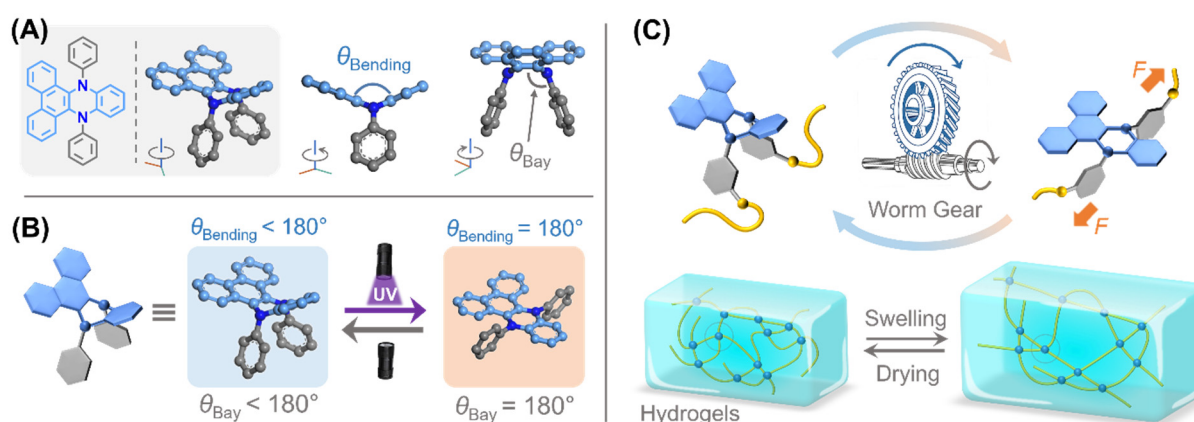 (A)
N
N
θBending
θBay
(B)
θBending < 180°
θBending = 180°
UV
θBay < 180°
θBay = 180°
(C)
F
Worm Gear
F
Swelling
Drying
Hydrogels